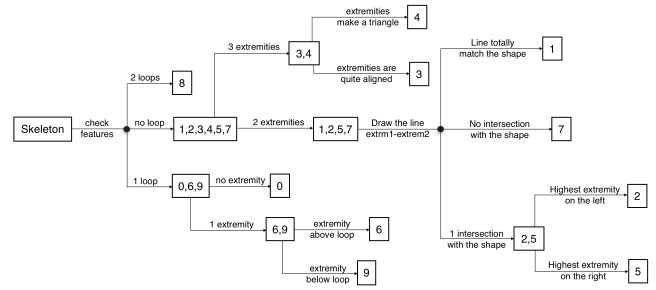 extremities
make a triangle
4
3 extremities
3,4
extremities are
quite aligned
3
Line totally
match the shape
1
2 loops
8
Skeleton
check
features
no loop
1,2,3,4,5,7
2 extremities
1,2,5,7
Draw the line
extrm1-extrem2
No intersection
with the shape
7
1 loop
0,6,9
no extremity
0
1 extremity
6,9
extremity
above loop
6
extremity
below loop
9
1 intersection
with the shape
2,5
Highest extremity
on the left
2
Highest extremity
on the right
5